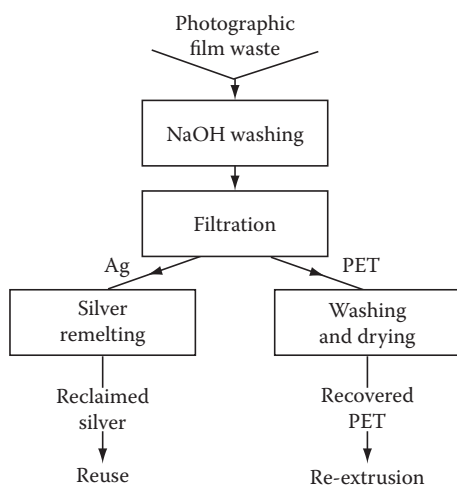 Photographic
film waste
NaOH washing
Filtration
Ag
PET
Silver
remelting
Washing
and drying
Reclaimed
silver
Recovered
PET
Reuse
Re-extrusion